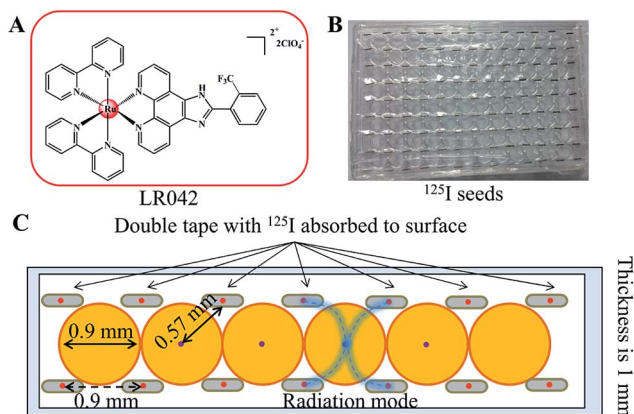 A
2+
2ClO₄⁻
F₃C
H
N
N
N
N
N
N
Ru
N
N
LR042
B
¹²⁵I seeds
C
Double tape with ¹²⁵I absorbed to surface
0.9 mm
0.57 mm
0.9 mm
Radiation mode
Thickness is 1 mm